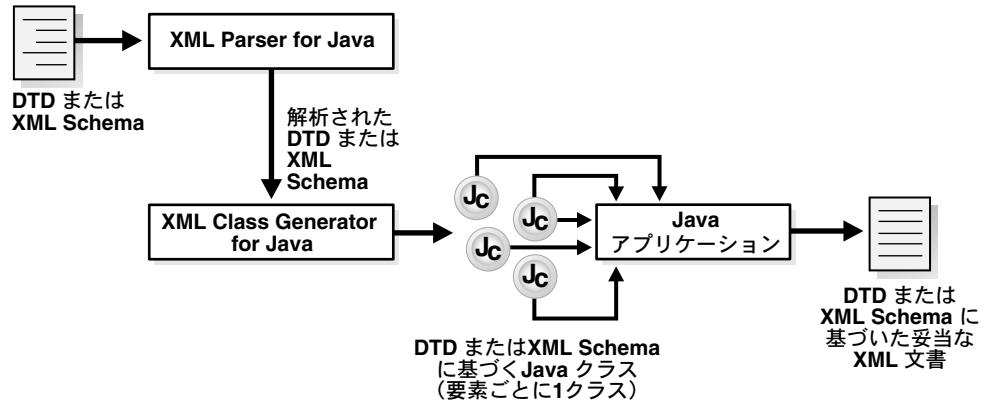 XML Parser for Java
DTD または
XML Schema
解析された
DTD または
XML
Schema
XML Class Generator
for Java
Jc
Jc
Jc
Jc
Java
アプリケーション
DTD またはXML Schema
に基づくJava クラス
（要素ごとに1クラス）
DTD または
XML Schema に
基づいた妥当な
XML 文書